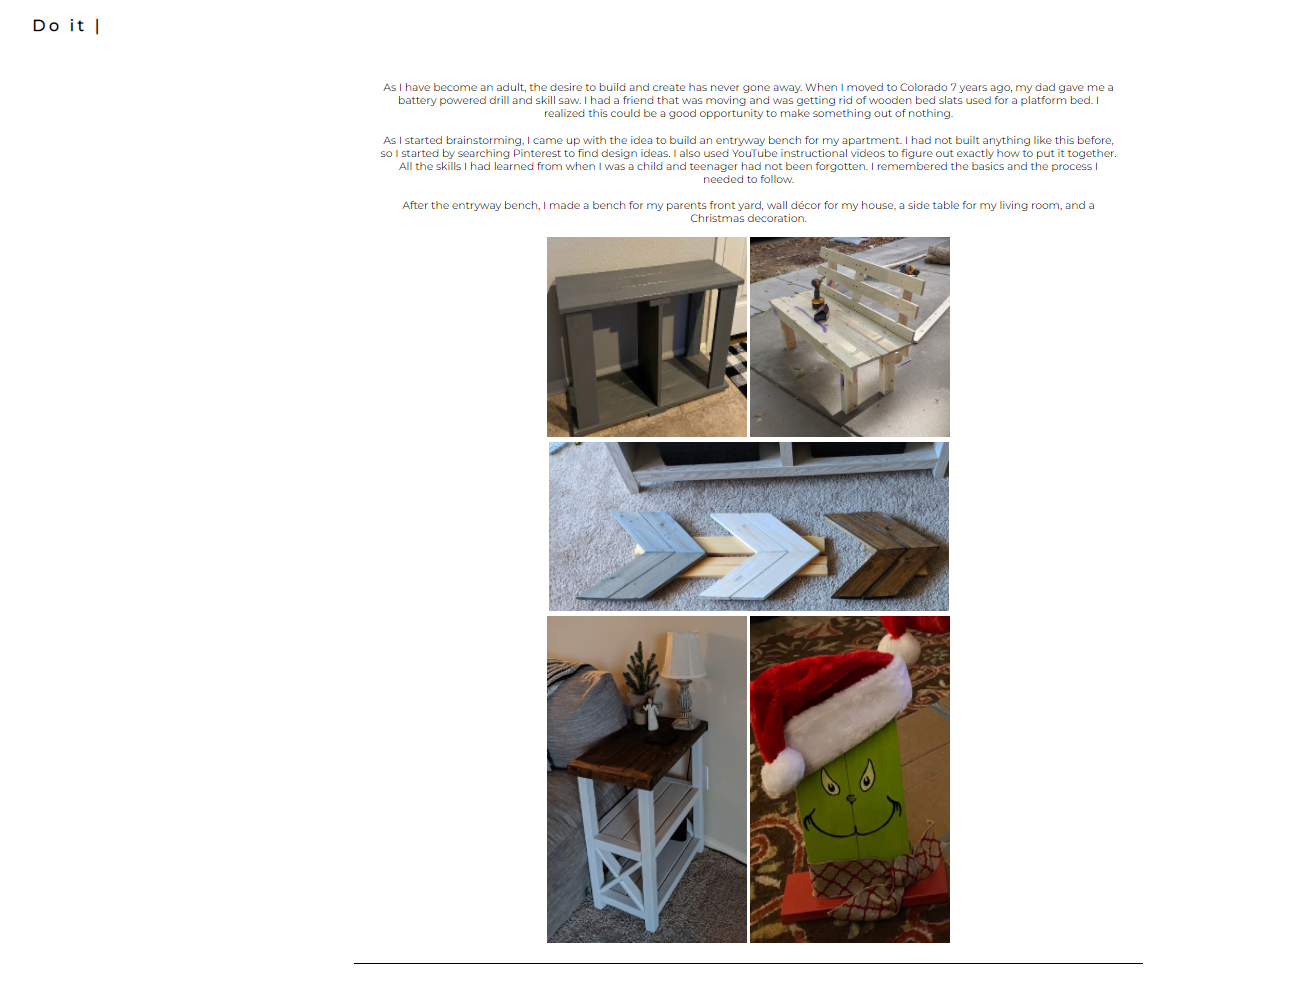 Do it |
As I have become an adult, the desire to build and create has never gone away. When I moved to Colorado 7 years ago, my dad gave me a
battery powered drill and skill saw. I had a friend that was moving and was getting rid of wooden bed slats used for a platform bed. I
realized this could be a good opportunity to make something out of nothing.
As I started brainstorming, I came up with the idea to build an entryway bench for my apartment. I had not built anything like this before,
so I started by searching Pinterest to find design ideas. I also used YouTube instructional videos to figure out exactly how to put it together.
All the skills I had learned from when I was a child and teenager had not been forgotten. I remembered the basics and the process I
needed to follow.
After the entryway bench, I made a bench for my parents front yard, wall décor for my house, a side table for my living room, and a
Christmas decoration.